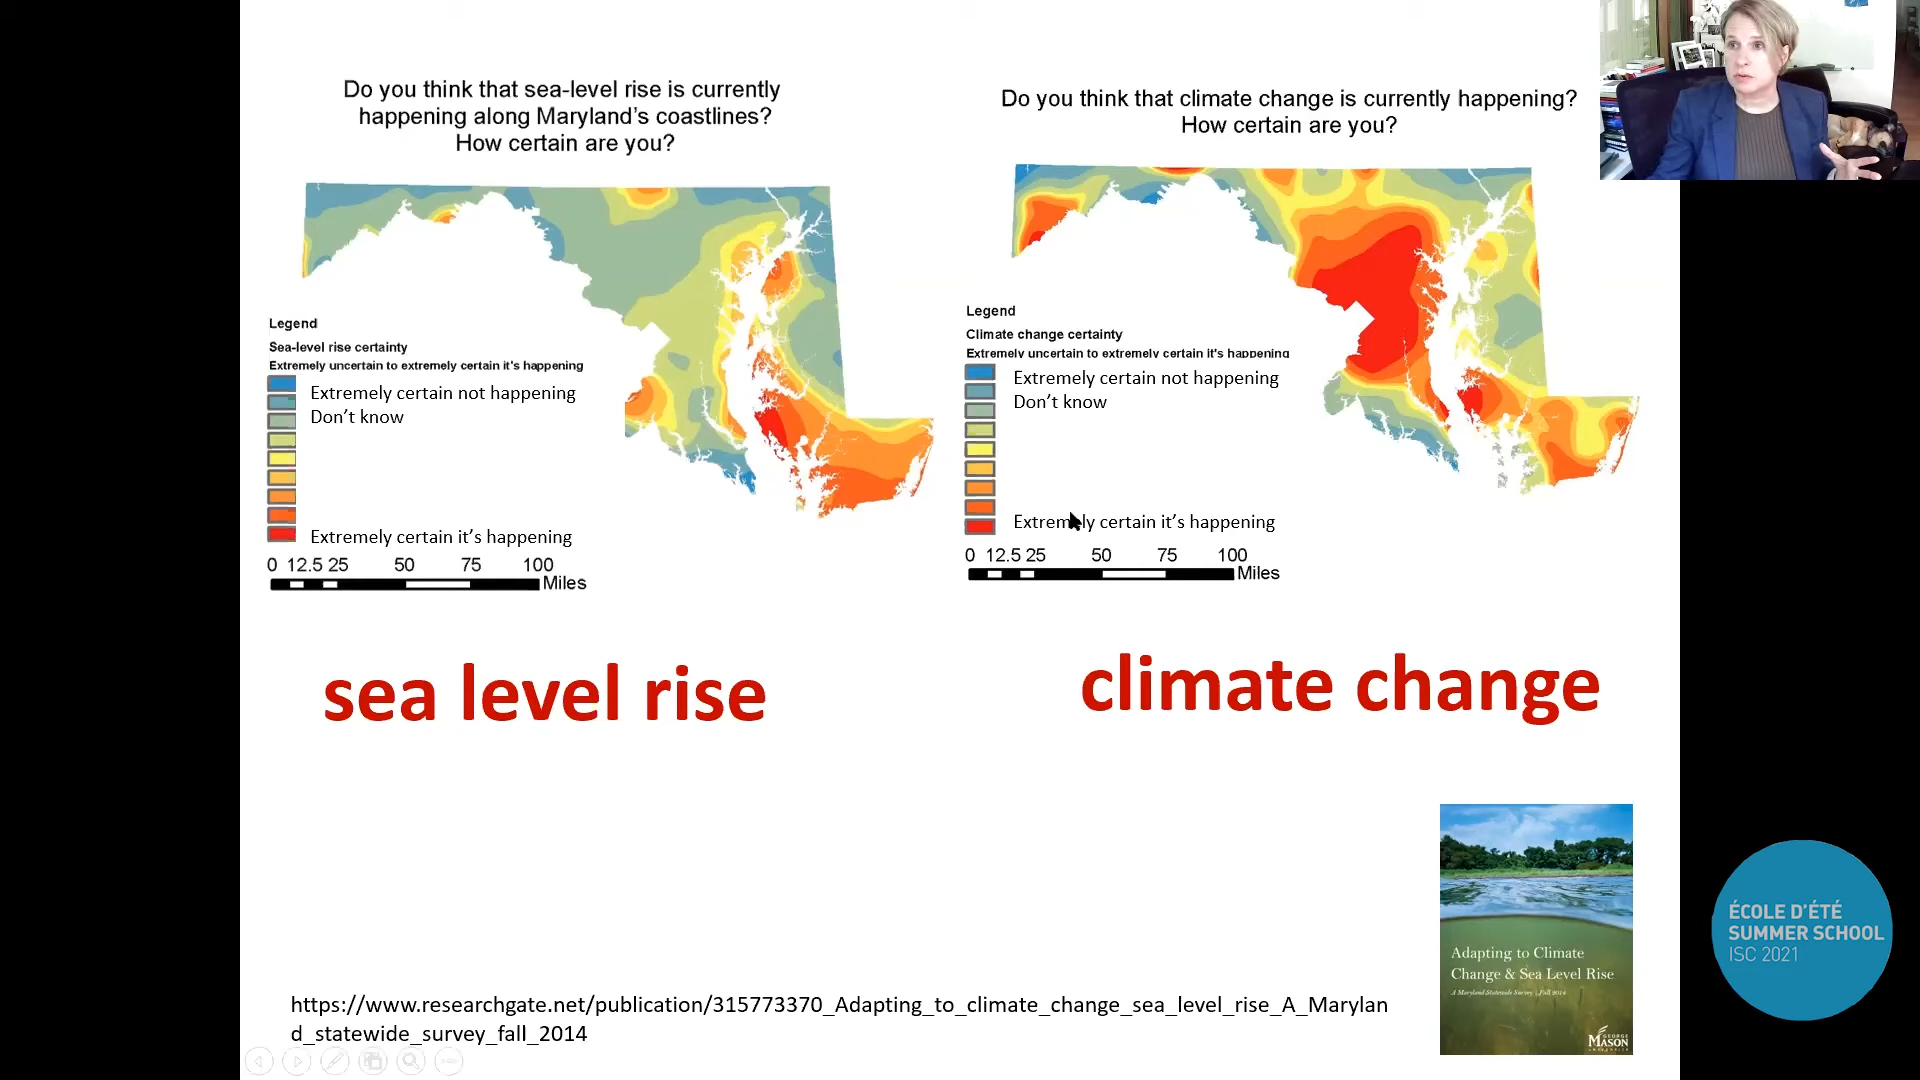 Do you think that sea-level rise is currently
happening along Maryland's coastlines?
How certain are you?
Legend
Sea-level rise certainty
Extremely uncertain to extremely certain it's happening
Extremely certain not happening
Don't know
Extremely certain it's happening
0 12.5 25 50 75 100
Miles
sea level rise
Do you think that climate change is currently happening?
How certain are you?
Legend
Climate change certainty
Extremely uncertain to extremely certain it's happening
Extremely certain not happening
Don't know
Extremely certain it's happening
0 12.5 25 50 75 100
Miles
climate change
Adapting to Climate
Change & Sea Level Rise
A Maryland Statewide Survey | Fall 2014
GEORGE
MASON
UNIVERSITY
https://www.researchgate.net/publication/315773370_Adapting_to_climate_change_sea_level_rise_A_Marylan
d_statewide_survey_fall_2014
ÉCOLE D'ÉTÉ
SUMMER SCHOOL
ISC 2021